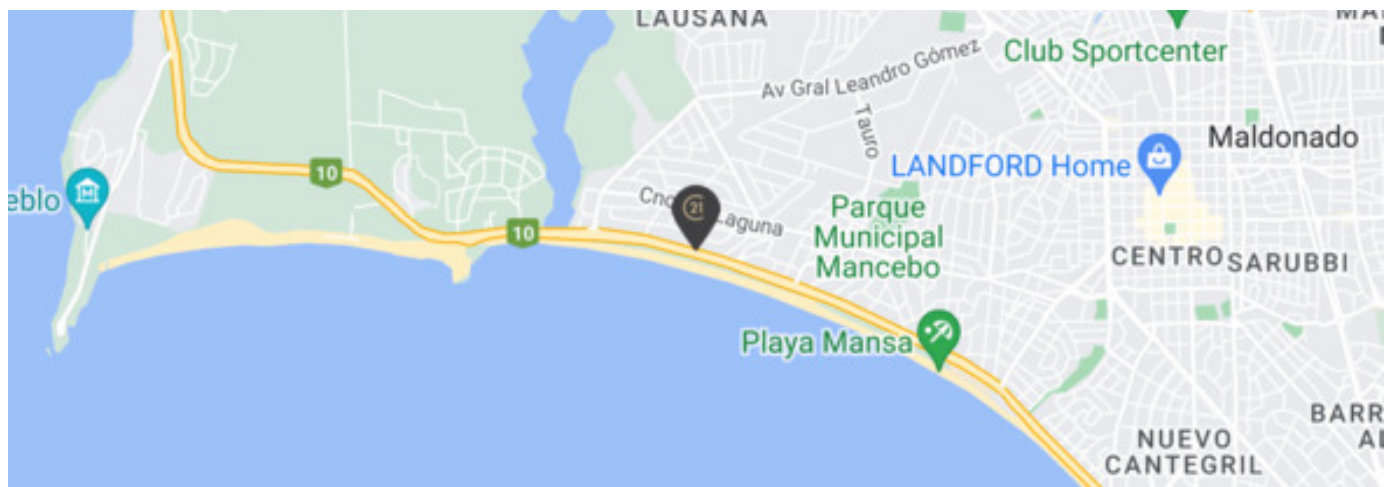 LAUSANA
Club Sportcenter
Av Gral Leandro Gómez
Tauro
Maldonado
LANDFORD Home
10
eblo
Laguna
21
Parque
Municipal
Mancebo
10
CENTRO
SARUBBI
Playa Mansa
BARR
NUEVO
CANTEGRIL